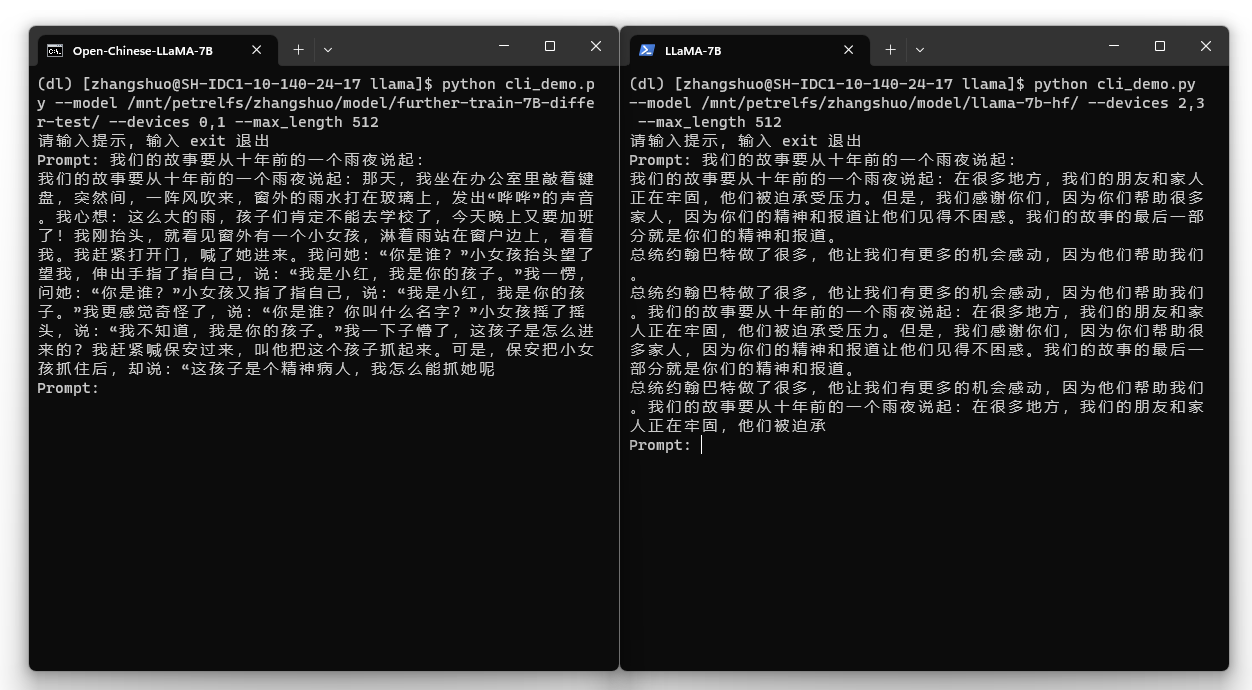 Open-Chinese-LLaMA-7B
(dl) [zhangshuo@SH-IDC1-10-140-24-17 llama]$ python cli_demo.p
y --model /mnt/petrelfs/zhangshuo/model/further-train-7B-diffe
r-test/ --devices 0,1 --max_length 512
请输入提示，输入 exit 退出
Prompt: 我们的故事要从十年前的一个雨夜说起：
我们的故事要从十年前的一个雨夜说起：那天，我坐在办公室里敲着键
盘，突然间，一阵风吹来，窗外的雨水打在玻璃上，发出“哗哗”的声音
。我心想：这么大的雨，孩子们肯定不能去学校了，今天晚上又要加班
了！我刚抬头，就看见窗外有一个小女孩，淋着雨站在窗户边上，看着
我。我赶紧打开门，喊了她进来。我问她：“你是谁？”小女孩抬头望了
望我，伸出手指了指自己，说：“我是小红，我是你的孩子。”我一愣，
问她：“你是谁？”小女孩又指了指自己，说：“我是小红，我是你的孩
子。”我更感觉奇怪了，说：“你是谁？你叫什么名字？”小女孩摇了摇
头，说：“我不知道，我是你的孩子。”我一下子懵了，这孩子是怎么进
来的？我赶紧喊保安过来，叫他把这个孩子抓起来。可是，保安把小女
孩抓住后，却说：“这孩子是个精神病人，我怎么能抓她呢
Prompt:
LLaMA-7B
(dl) [zhangshuo@SH-IDC1-10-140-24-17 llama]$ python cli_demo.py
--model /mnt/petrelfs/zhangshuo/model/llama-7b-hf/ --devices 2,3
--max_length 512
请输入提示，输入 exit 退出
Prompt: 我们的故事要从十年前的一个雨夜说起：
我们的故事要从十年前的一个雨夜说起：在很多地方，我们的朋友和家人
正在牢固，他们被迫承受压力。但是，我们感谢你们，因为你们帮助很多
家人，因为你们的精神和报道让他们见得不困惑。我们的故事的最后一部
分就是你们的精神和报道。
总统约翰巴特做了很多，他让我们有更多的机会感动，因为他们帮助我们
。
总统约翰巴特做了很多，他让我们有更多的机会感动，因为他们帮助我们
。我们的故事要从十年前的一个雨夜说起：在很多地方，我们的朋友和家
人正在牢固，他们被迫承受压力。但是，我们感谢你们，因为你们帮助很
多家人，因为你们的精神和报道让他们见得不困惑。我们的故事的最后一
部分就是你们的精神和报道。
总统约翰巴特做了很多，他让我们有更多的机会感动，因为他们帮助我们
。我们的故事要从十年前的一个雨夜说起：在很多地方，我们的朋友和家
人正在牢固，他们被迫承
Prompt: